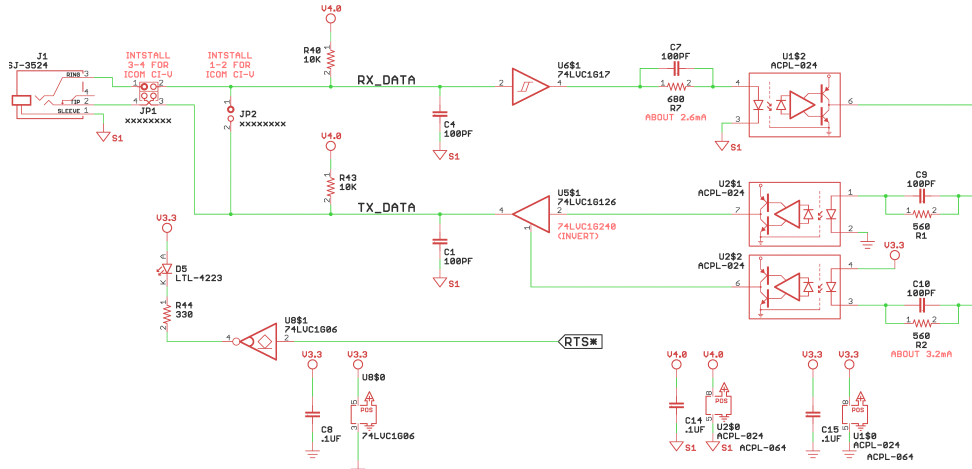 V4.0
J1
SJ-3524
INTSTALL
3-4 FOR
ICOM CI-V
INTSTALL
1-2 FOR
ICOM CI-V
R40
10K
RX_DATA
U6$1
74LVC1G17
C7
100PF
680
R7
ABOUT 2.6mA
U1$2
ACPL-024
RING
TIP
SLEEVE
JP1
xxxxxxxx
JP2
xxxxxxxx
C4
100PF
S1
S1
S1
V4.0
R43
10K
TX_DATA
U5$1
74LVC1G126
74LVC1G240
(INVERT)
C1
100PF
S1
U2$1
ACPL-024
C9
100PF
560
R1
V3.3
U2$2
ACPL-024
C10
100PF
560
R2
ABOUT 3.2mA
V3.3
D5
LTL-4223
R44
330
U8$1
74LVC1G06
RTS*
V3.3
C8
.1UF
V3.3
U8$0
POS
74LVC1G06
V4.0
C14
.1UF
S1
V4.0
POS
U2$0
ACPL-024
ACPL-064
S1
V3.3
C15
.1UF
V3.3
POS
U1$0
ACPL-024
ACPL-064